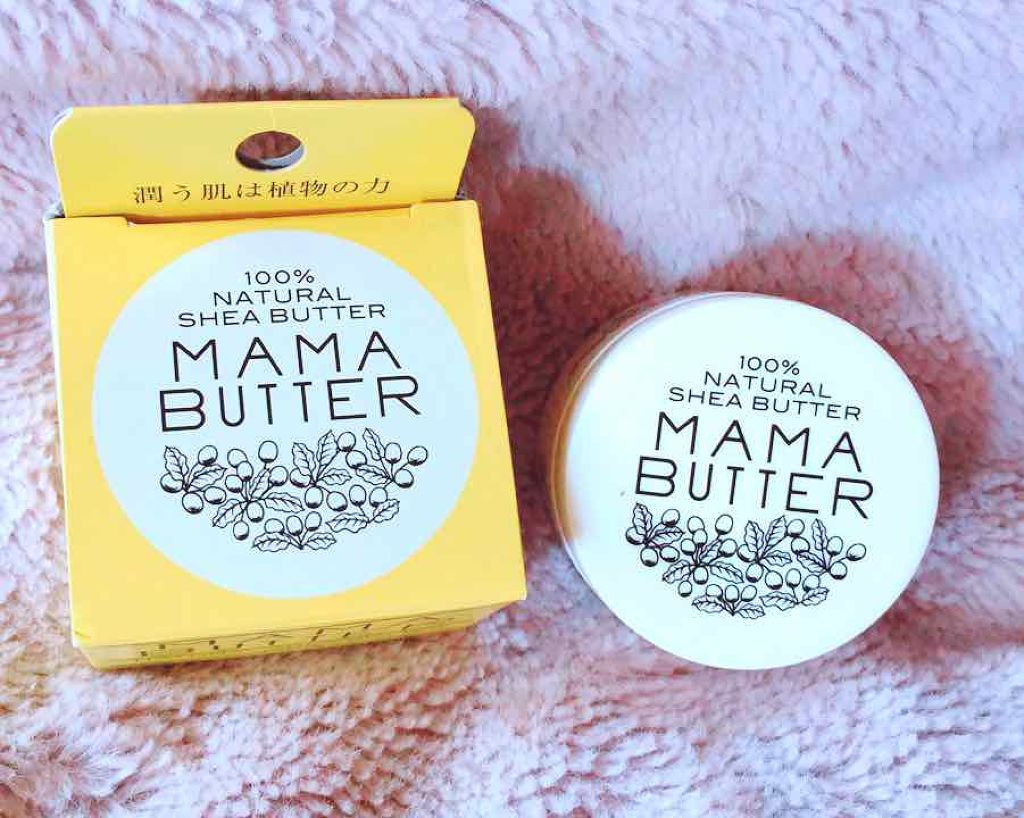 潤う肌は植物の力
100%
NATURAL
SHEA BUTTER
MAMA
BUTTER
100%
NATURAL
SHEA BUTTER
MAMA
BUTTER